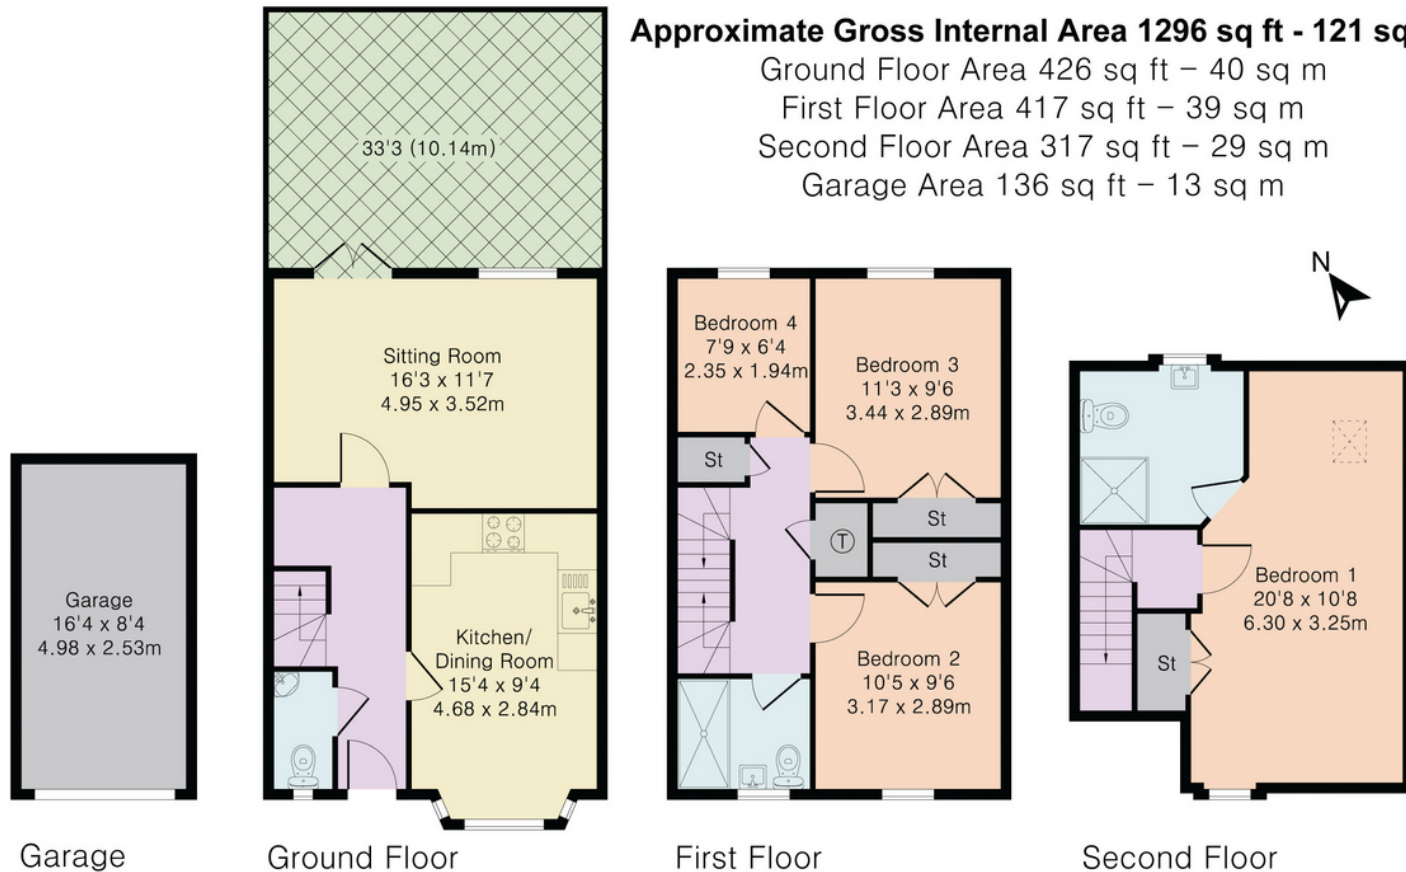 Approximate Gross Internal Area 1296 sq ft - 121 sq
Ground Floor Area 426 sq ft – 40 sq m
First Floor Area 417 sq ft – 39 sq m
Second Floor Area 317 sq ft – 29 sq m
Garage Area 136 sq ft – 13 sq m
33'3 (10.14m)
N
Sitting Room
16'3 x 11'7
4.95 x 3.52m
Kitchen/
Dining Room
15'4 x 9'4
4.68 x 2.84m
Garage
16'4 x 8'4
4.98 x 2.53m
Bedroom 4
7'9 x 6'4
2.35 x 1.94m
Bedroom 3
11'3 x 9'6
3.44 x 2.89m
St
St
T
St
Bedroom 2
10'5 x 9'6
3.17 x 2.89m
Bedroom 1
20'8 x 10'8
6.30 x 3.25m
St
Garage
Ground Floor
First Floor
Second Floor